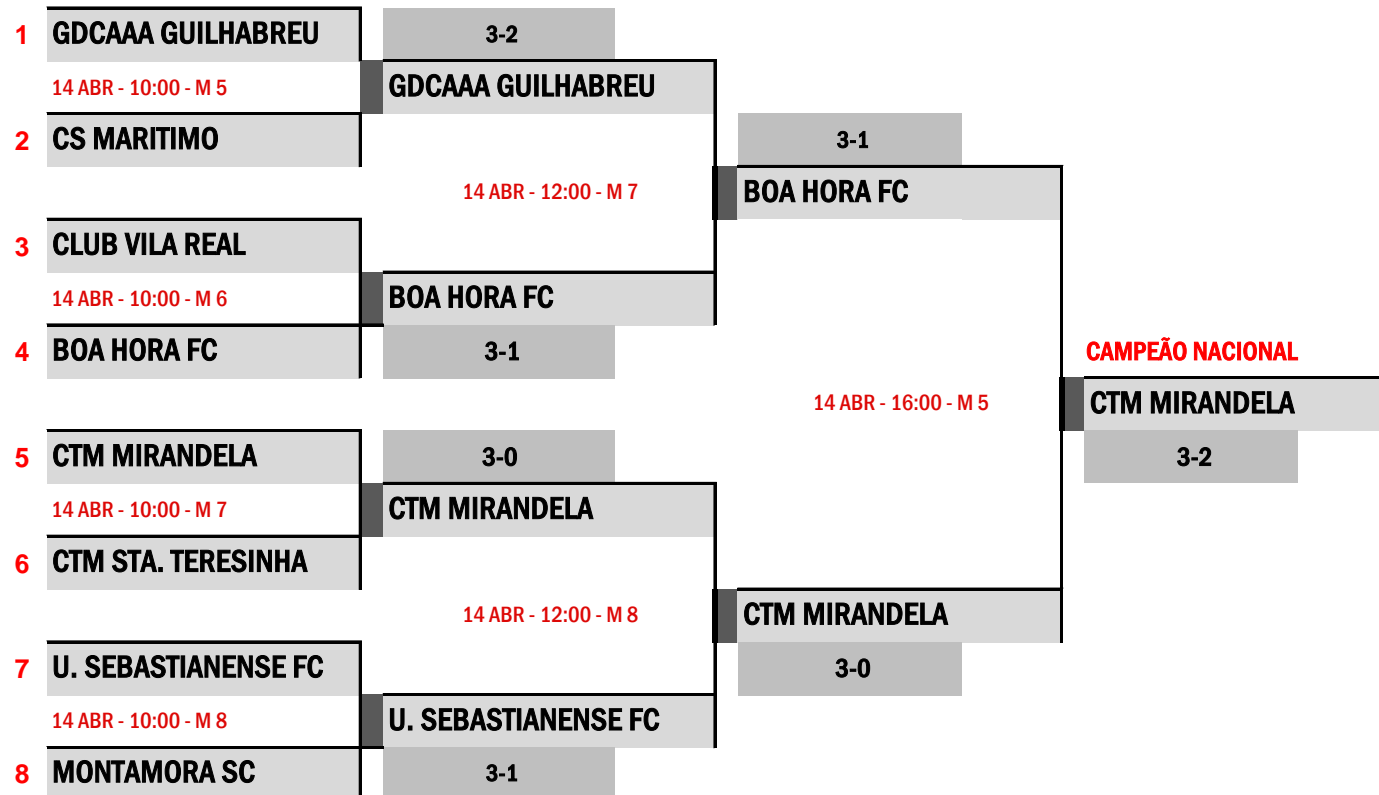 1 GDCAAA GUILHABREU 3-2
14 ABR - 10:00 - M 5 GDCAAA GUILHABREU
2 CS MARITIMO 3-1
14 ABR - 12:00 - M 7 BOA HORA FC
3 CLUB VILA REAL
14 ABR - 10:00 - M 6 BOA HORA FC
4 BOA HORA FC 3-1 CAMPEÃO NACIONAL
14 ABR - 16:00 - M 5 CTM MIRANDELA
5 CTM MIRANDELA 3-0 3-2
14 ABR - 10:00 - M 7 CTM MIRANDELA
6 CTM STA. TERESINHA
14 ABR - 12:00 - M 8 CTM MIRANDELA
7 U. SEBASTIANENSE FC 3-0
14 ABR - 10:00 - M 8 U. SEBASTIANENSE FC
8 MONTAMORA SC 3-1